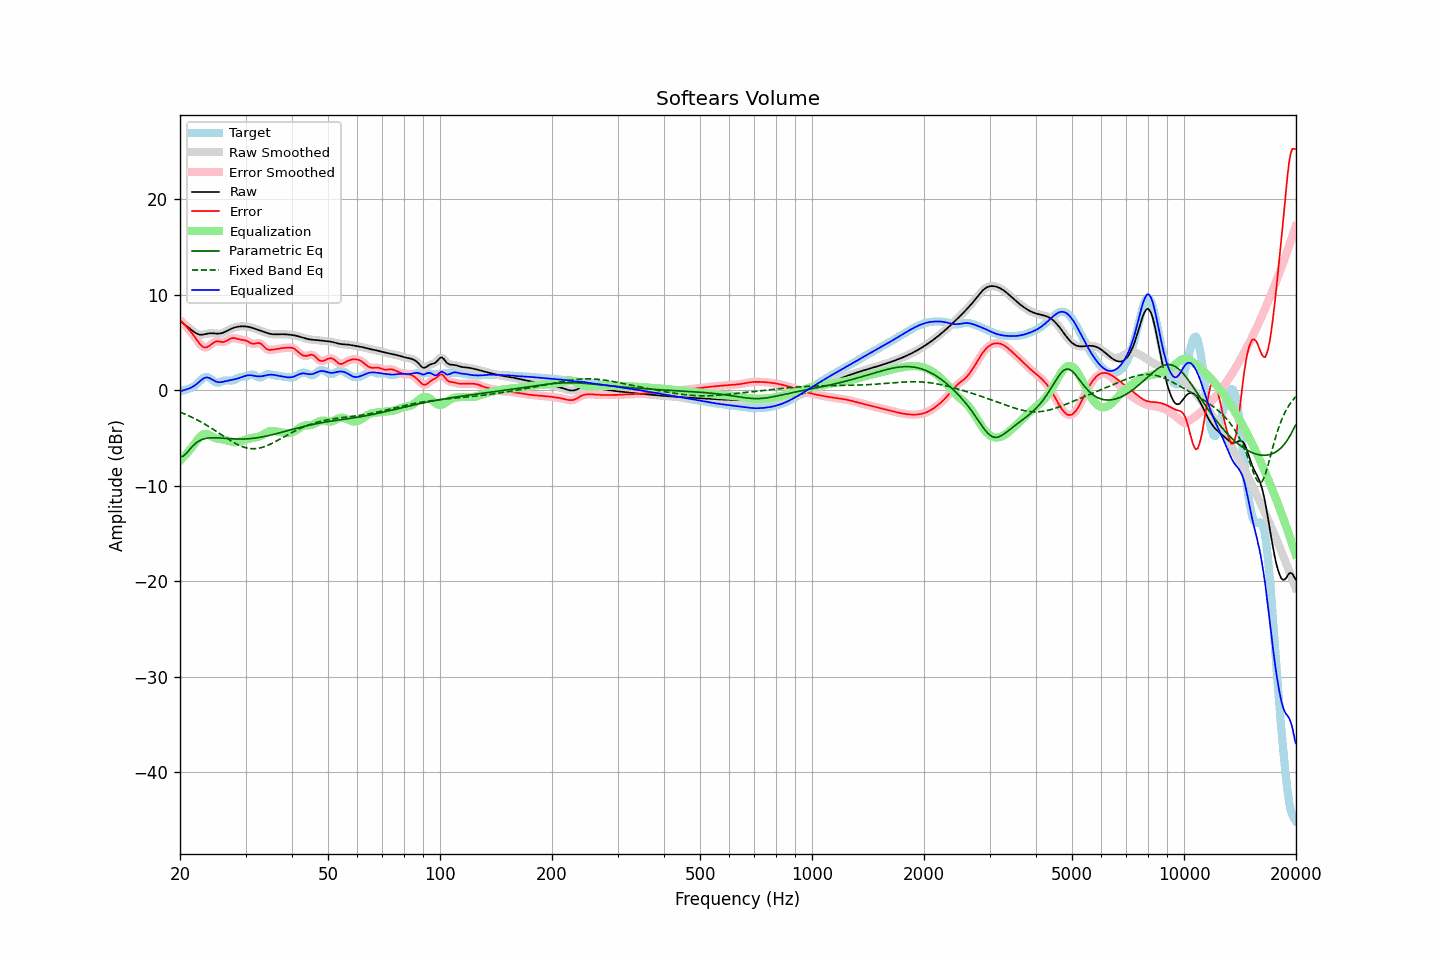 Softears Volume
Target
Raw Smoothed
Error Smoothed
Raw
Error
Equalization
Parametric Eq
Fixed Band Eq
Equalized
20
10
0
−10
−20
−30
−40
Amplitude (dBr)
20
50
100
200
500
1000
2000
5000
10000
20000
Frequency (Hz)